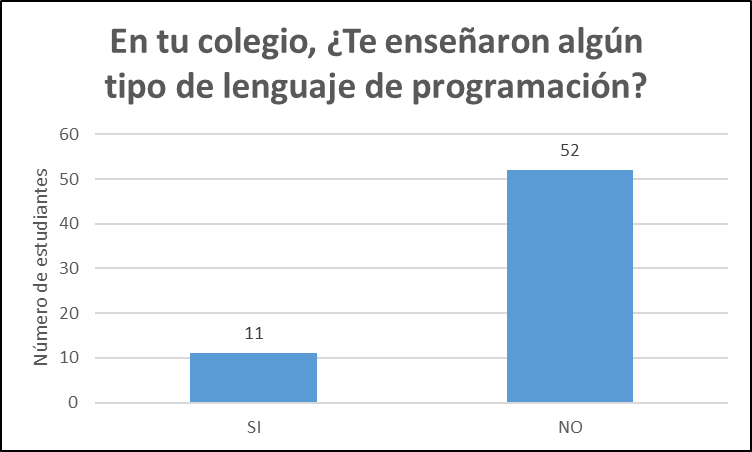 En tu colegio, ¿Te enseñaron algún
tipo de lenguaje de programación?
60
50
40
30
20
10
0
Número de estudiantes
11
52
SI
NO